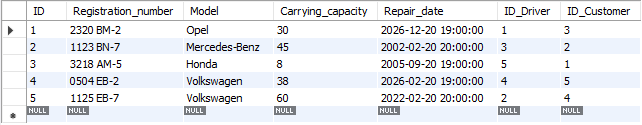 ID Registration_number Model Carrying_capacity Repair_date ID_Driver ID_Customer
1 2320 BM-2 Opel 30 2026-12-20 19:00:00 1 3
2 1123 BN-7 Mercedes-Benz 45 2002-02-20 20:00:00 3 2
3 3218 AM-5 Honda 8 2005-09-20 19:00:00 5 1
4 0504 EB-2 Volkswagen 38 2026-02-20 19:00:00 4 5
5 1125 EB-7 Volkswagen 60 2022-02-20 20:00:00 2 4
NULL NULL NULL NULL NULL NULL NULL